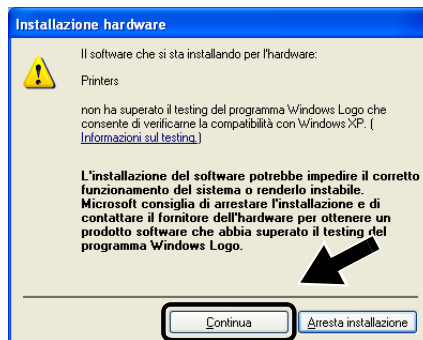 Installazione hardware
Il software che si sta installando per l'hardware:
Printers
non ha superato il testing del programma Windows Logo che
consente di verificarne la compatibilità con Windows XP. (
Informazioni sul testing.)
L'installazione del software potrebbe impedire il corretto
funzionamento del sistema o renderlo instabile.
Microsoft consiglia di arrestare l'installazione e di
contattare il fornitore dell'hardware per ottenere un
prodotto software che abbia superato il testing del
programma Windows Logo.
Continua
Arresta installazione